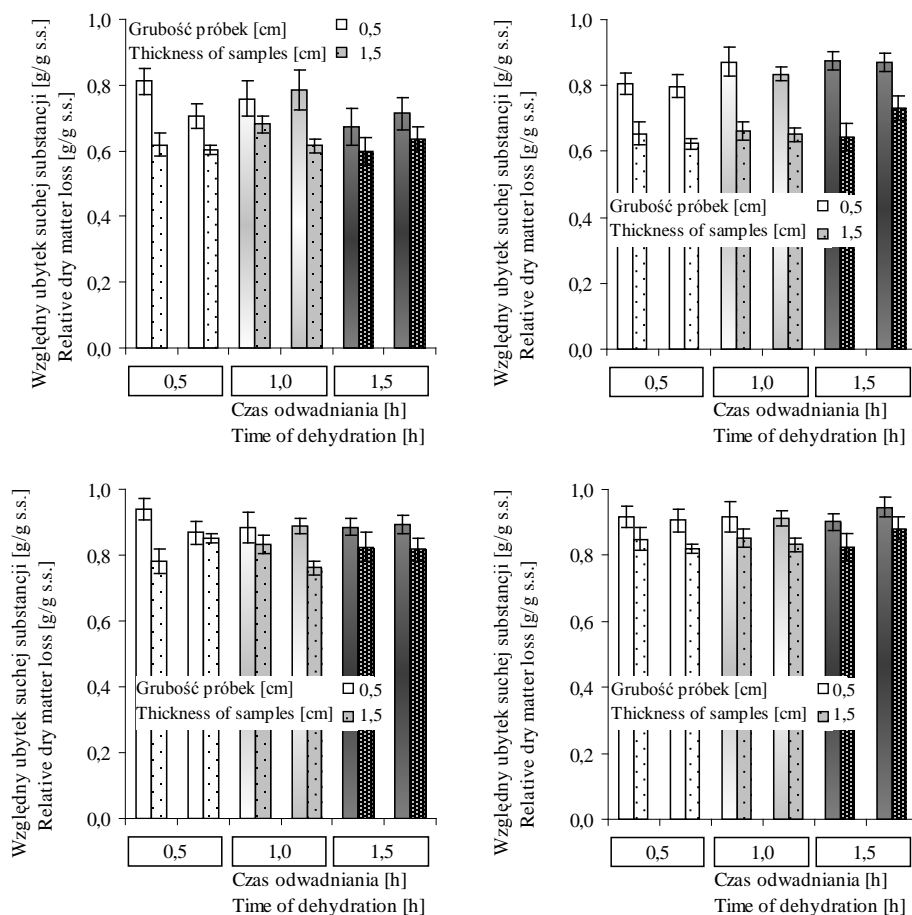 Względny ubytek suchej substancji [g/g s.s.]
Relative dry matter loss [g/g s.s.]
1,0
0,8
0,6
0,4
0,2
0,0
Grubość próbek [cm]
0,5
Thickness of samples [cm]
1,5
0,5
1,0
1,5
Czas odwadniania [h]
Time of dehydration [h]
Względny ubytek suchej substancji [g/g s.s.]
Relative dry matter loss [g/g s.s.]
1,0
0,8
0,6
0,4
0,2
0,0
Grubość próbek [cm]
0,5
Thickness of samples [cm]
1,5
0,5
1,0
1,5
Czas odwadniania [h]
Time of dehydration [h]
Względny ubytek suchej substancji [g/g s.s.]
Relative dry matter loss [g/g s.s.]
1,0
0,8
0,6
0,4
0,2
0,0
Grubość próbek [cm]
0,5
Thickness of samples [cm]
1,5
0,5
1,0
1,5
Czas odwadniania [h]
Time of dehydration [h]
Względny ubytek suchej substancji [g/g s.s.]
Relative dry matter loss [g/g s.s.]
1,0
0,8
0,6
0,4
0,2
0,0
Grubość próbek [cm]
0,5
Thickness of samples [cm]
1,5
0,5
1,0
1,5
Czas odwadniania [h]
Time of dehydration [h]